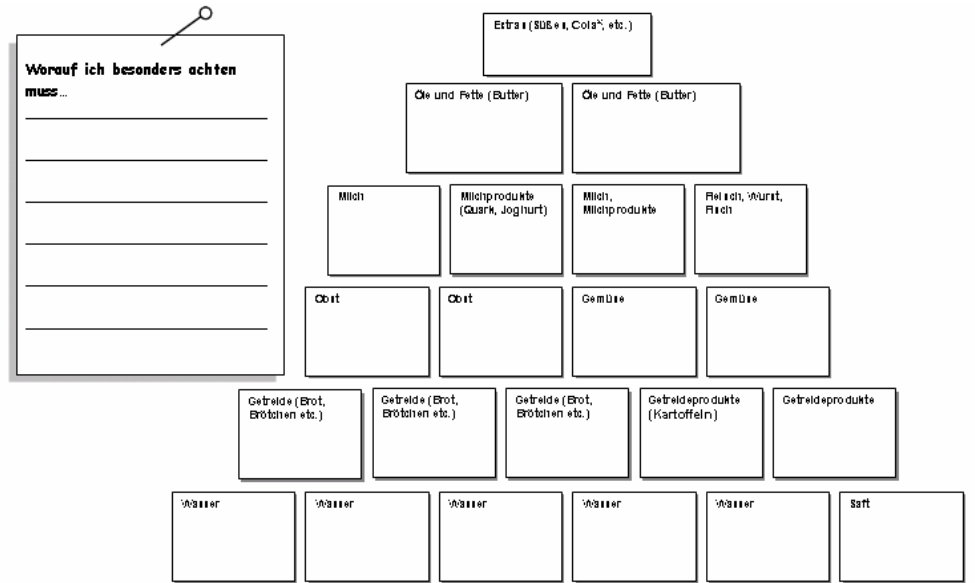 Worauf ich besonders achten
muss...
Extras (Süßes, Cola*, etc.)
Öle und Fette (Butter)
Öle und Fette (Butter)
Milch
Milchprodukte
(Quark, Joghurt)
Milch,
Milchprodukte
Fleisch, Wurst,
Fisch
Obst
Obst
Gemüse
Gemüse
Getreide (Brot,
Brötchen etc.)
Getreide (Brot,
Brötchen etc.)
Getreide (Brot,
Brötchen etc.)
Getreideprodukte
(Kartoffeln)
Getreideprodukte
Wasser
Wasser
Wasser
Wasser
Wasser
Saft